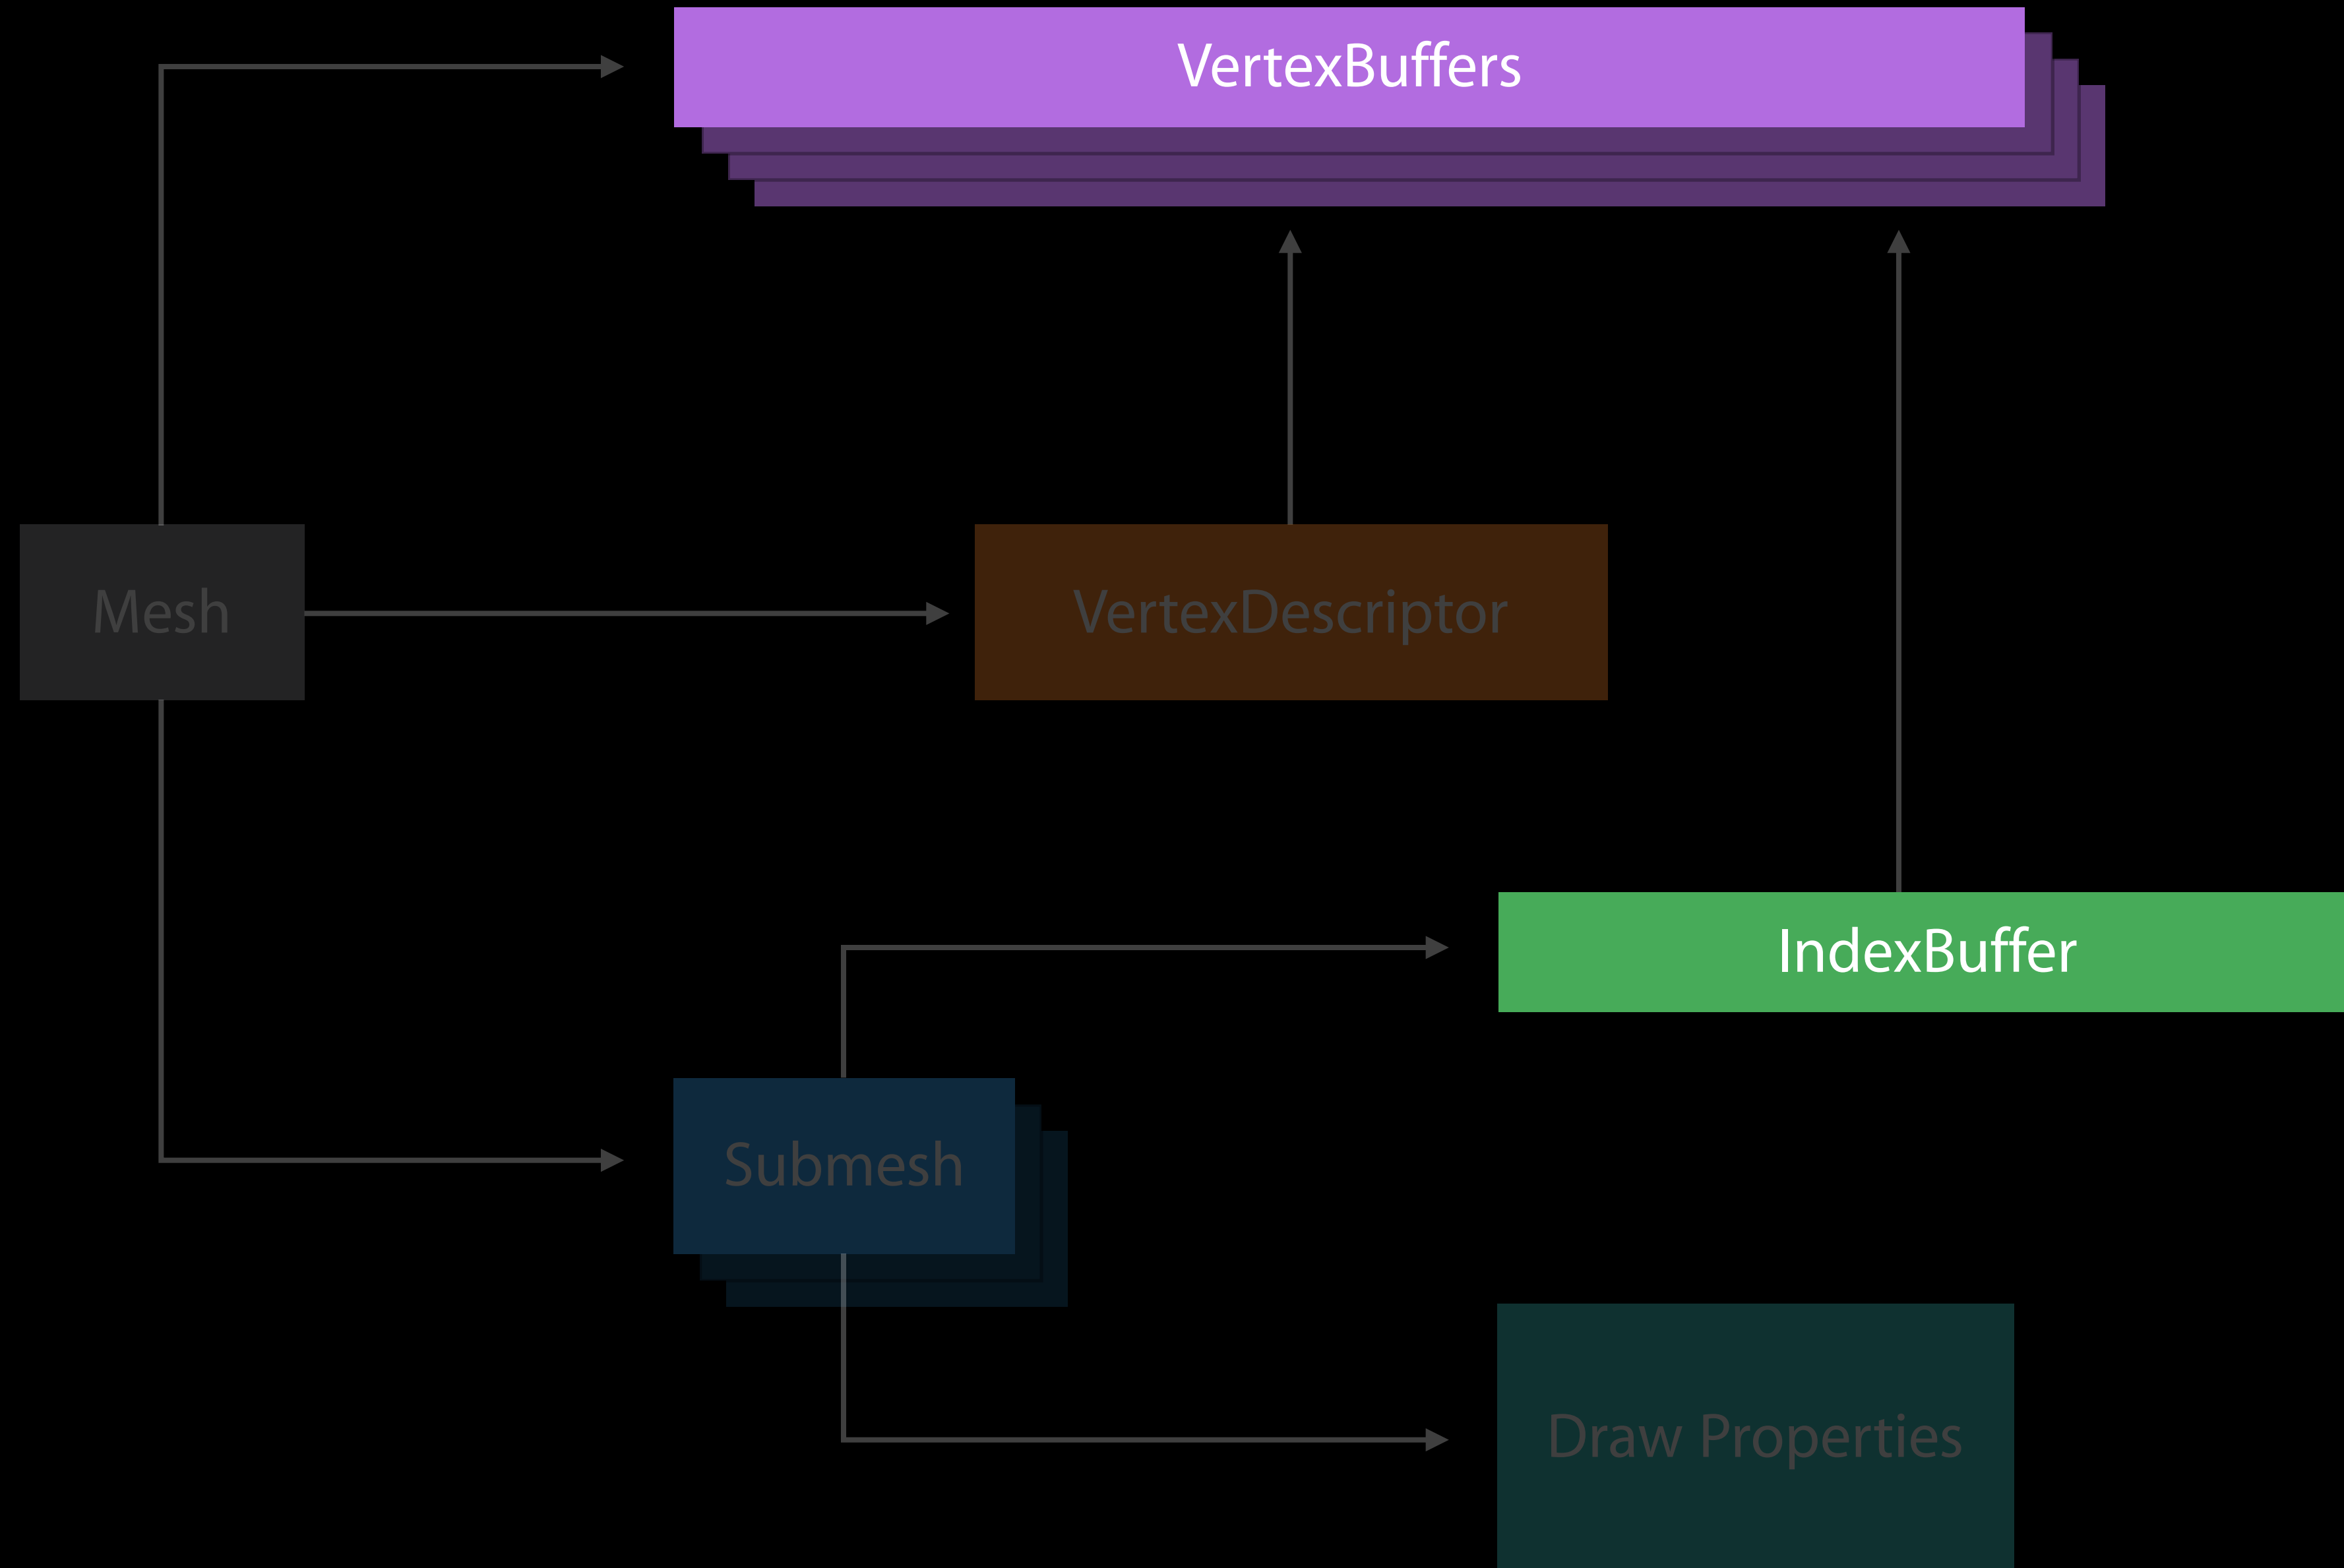 VertexBuffers
Mesh
VertexDescriptor
IndexBuffer
Submesh
Draw Properties